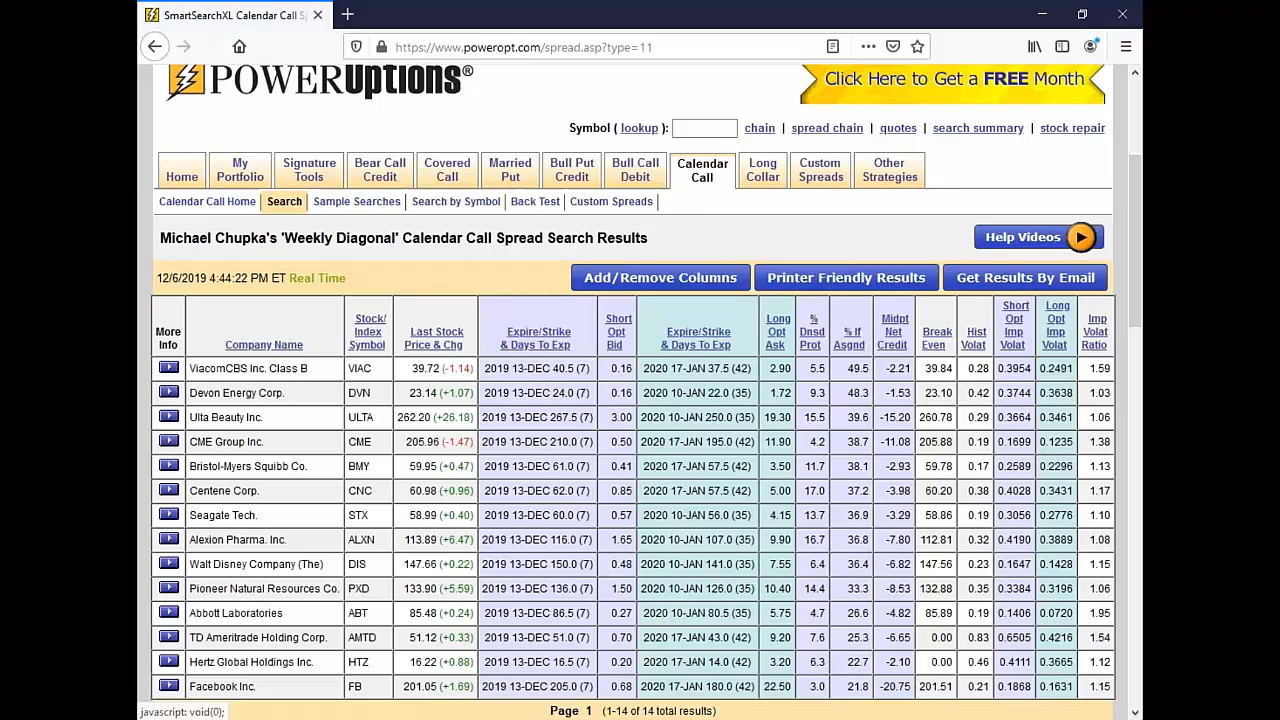 SmartSearchXL Calendar Call S
https://www.poweropt.com/spread.asp?type=11
POWEROptions®
Click Here to Get a FREE Month
Symbol ( lookup ): chain | spread chain | quotes | search summary | stock repair
Home My Portfolio Signature Tools Bear Call Credit Covered Call Married Put Bull Put Credit Bull Call Debit Calendar Call Long Collar Custom Spreads Other Strategies
Calendar Call Home | Search | Sample Searches | Search by Symbol | Back Test | Custom Spreads |
Michael Chupka's 'Weekly Diagonal' Calendar Call Spread Search Results
Help Videos
12/6/2019 4:44:22 PM ET Real Time
Add/Remove Columns Printer Friendly Results Get Results By Email
More Info Company Name Stock/ Index Symbol Last Stock Price & Chg Expire/Strike & Days To Exp Short Opt Bid Expire/Strike & Days To Exp Long Opt Ask % Dnsd Prot % If Asgnd Midpt Net Credit Break Even Hist Volat Short Opt Imp Volat Long Opt Imp Volat Imp Volat Ratio
ViacomCBS Inc. Class B VIAC 39.72 (-1.14) 2019 13-DEC 40.5 (7) 0.16 2020 17-JAN 37.5 (42) 2.90 5.5 49.5 -2.21 39.84 0.28 0.3954 0.2491 1.59
Devon Energy Corp. DVN 23.14 (+1.07) 2019 13-DEC 24.0 (7) 0.16 2020 10-JAN 22.0 (35) 1.72 9.3 48.3 -1.53 23.10 0.42 0.3744 0.3638 1.03
Ulta Beauty Inc. ULTA 262.20 (+26.18) 2019 13-DEC 267.5 (7) 3.00 2020 10-JAN 250.0 (35) 19.30 15.5 39.6 -15.20 260.78 0.29 0.3664 0.3461 1.06
CME Group Inc. CME 205.96 (-1.47) 2019 13-DEC 210.0 (7) 0.50 2020 17-JAN 195.0 (42) 11.90 4.2 38.7 -11.08 205.88 0.19 0.1699 0.1235 1.38
Bristol-Myers Squibb Co. BMY 59.95 (+0.47) 2019 13-DEC 61.0 (7) 0.41 2020 17-JAN 57.5 (42) 3.50 11.7 38.1 -2.93 59.78 0.17 0.2589 0.2296 1.13
Centene Corp. CNC 60.98 (+0.96) 2019 13-DEC 62.0 (7) 0.85 2020 17-JAN 57.5 (42) 5.00 17.0 37.2 -3.98 60.20 0.38 0.4028 0.3431 1.17
Seagate Tech. STX 58.99 (+0.40) 2019 13-DEC 60.0 (7) 0.57 2020 10-JAN 56.0 (35) 4.15 13.7 36.9 -3.29 58.86 0.19 0.3056 0.2776 1.10
Alexion Pharma. Inc. ALXN 113.89 (+6.47) 2019 13-DEC 116.0 (7) 1.65 2020 10-JAN 107.0 (35) 9.90 16.7 36.8 -7.80 112.81 0.32 0.4190 0.3889 1.08
Walt Disney Company (The) DIS 147.66 (+0.22) 2019 13-DEC 150.0 (7) 0.48 2020 10-JAN 141.0 (35) 7.55 6.4 36.4 -6.82 147.56 0.23 0.1647 0.1428 1.15
Pioneer Natural Resources Co. PXD 133.90 (+5.59) 2019 13-DEC 136.0 (7) 1.50 2020 10-JAN 126.0 (35) 10.40 14.4 33.3 -8.53 132.88 0.35 0.3384 0.3196 1.06
Abbott Laboratories ABT 85.48 (+0.24) 2019 13-DEC 86.5 (7) 0.27 2020 10-JAN 80.5 (35) 5.75 4.7 26.6 -4.82 85.89 0.19 0.1406 0.0720 1.95
TD Ameritrade Holding Corp. AMTD 51.12 (+0.33) 2019 13-DEC 51.0 (7) 0.70 2020 17-JAN 43.0 (42) 9.20 7.6 25.3 -6.65 0.00 0.83 0.6505 0.4216 1.54
Hertz Global Holdings Inc. HTZ 16.22 (+0.88) 2019 13-DEC 16.5 (7) 0.20 2020 17-JAN 14.0 (42) 3.20 6.3 22.7 -2.10 0.00 0.46 0.4111 0.3665 1.12
Facebook Inc. FB 201.05 (+1.69) 2019 13-DEC 205.0 (7) 0.68 2020 17-JAN 180.0 (42) 22.50 3.0 21.8 -20.75 201.51 0.21 0.1868 0.1631 1.15
javascript: void(0);
Page 1 (1-14 of 14 total results)